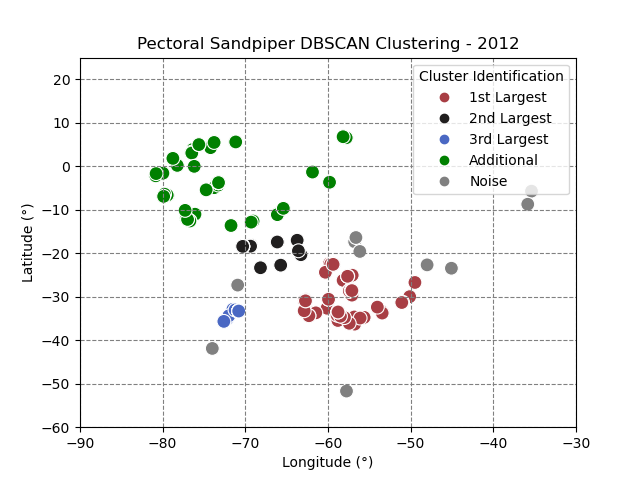 Pectoral Sandpiper DBSCAN Clustering - 2012
Cluster Identification
1st Largest
2nd Largest
3rd Largest
Additional
Noise
20
10
0
−10
−20
−30
−40
−50
−60
Latitude (°)
−90 −80 −70 −60 −50 −40 −30
Longitude (°)